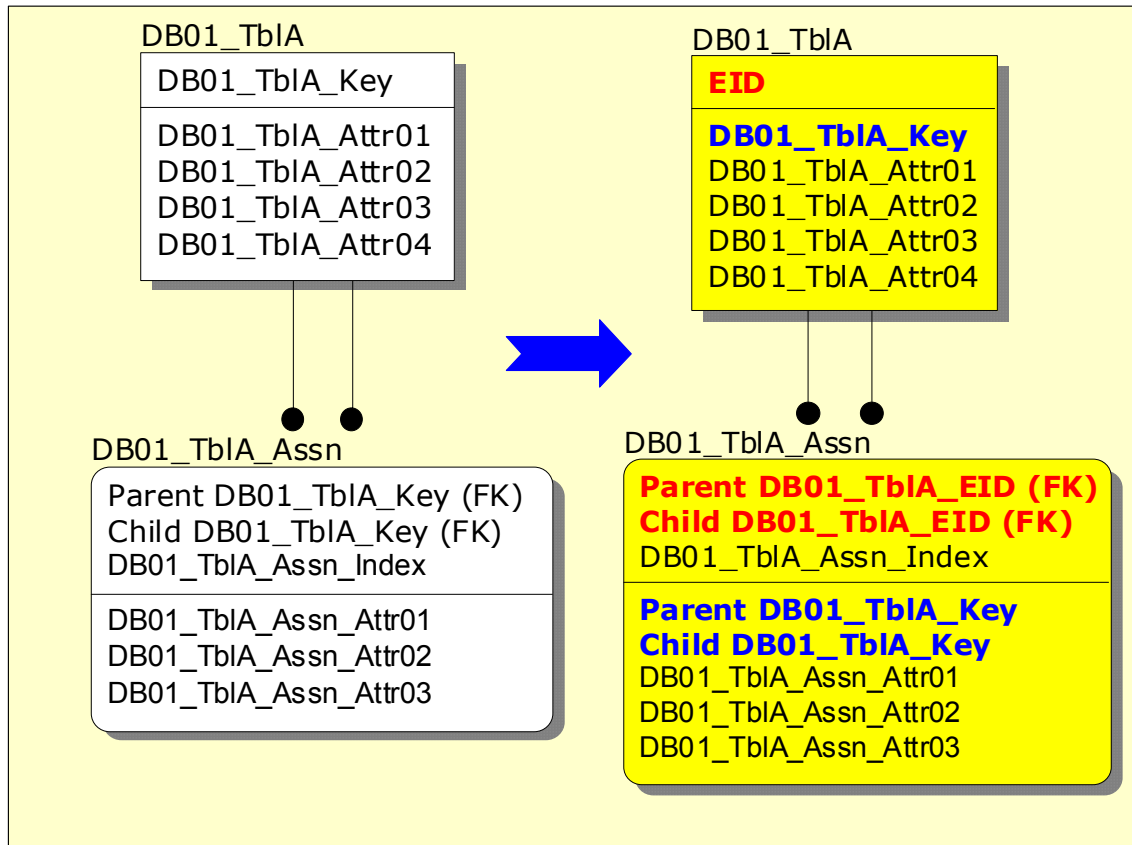 DB01_TblA
DB01_TblA_Key
DB01_TblA_Attr01
DB01_TblA_Attr02
DB01_TblA_Attr03
DB01_TblA_Attr04
DB01_TblA_Assn
Parent DB01_TblA_Key (FK)
Child DB01_TblA_Key (FK)
DB01_TblA_Assn_Index
DB01_TblA_Assn_Attr01
DB01_TblA_Assn_Attr02
DB01_TblA_Assn_Attr03
DB01_TblA
EID
DB01_TblA_Key
DB01_TblA_Attr01
DB01_TblA_Attr02
DB01_TblA_Attr03
DB01_TblA_Attr04
DB01_TblA_Assn
Parent DB01_TblA_EID (FK)
Child DB01_TblA_EID (FK)
DB01_TblA_Assn_Index
Parent DB01_TblA_Key
Child DB01_TblA_Key
DB01_TblA_Assn_Attr01
DB01_TblA_Assn_Attr02
DB01_TblA_Assn_Attr03